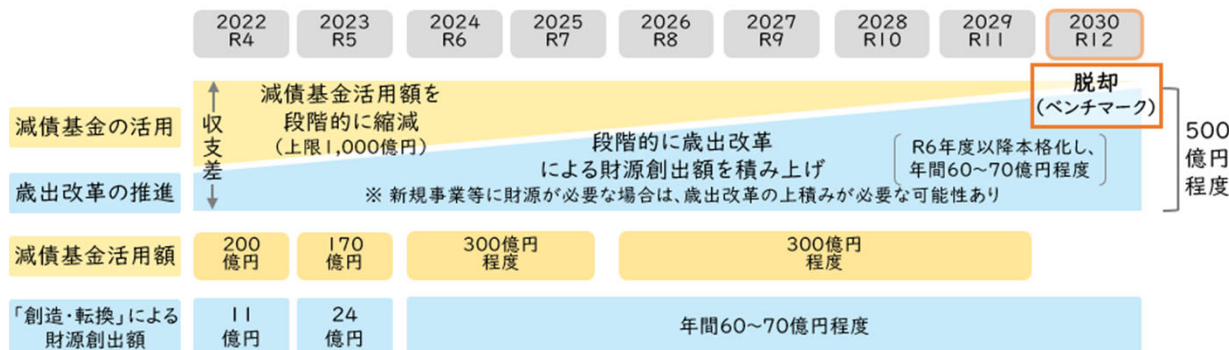 2022 2023 2024 2025 2026 2027 2028 2029 2030
R4 R5 R6 R7 R8 R9 R10 R11 R12
減債基金の活用
歳出改革の推進
収支差
減債基金活用額を
段階的に縮減
(上限1,000億円)
段階的に歳出改革
による財源創出額を積み上げ
※ 新規事業等に財源が必要な場合は、歳出改革の上積みが必要な可能性あり
R6年度以降本格化し、
年間60~70億円程度
脱却
(ベンチマーク)
500
億円
程度
減債基金活用額
200
億円
170
億円
300億円
程度
300億円
程度
「創造・転換」による
財源創出額
11
億円
24
億円
年間60~70億円程度